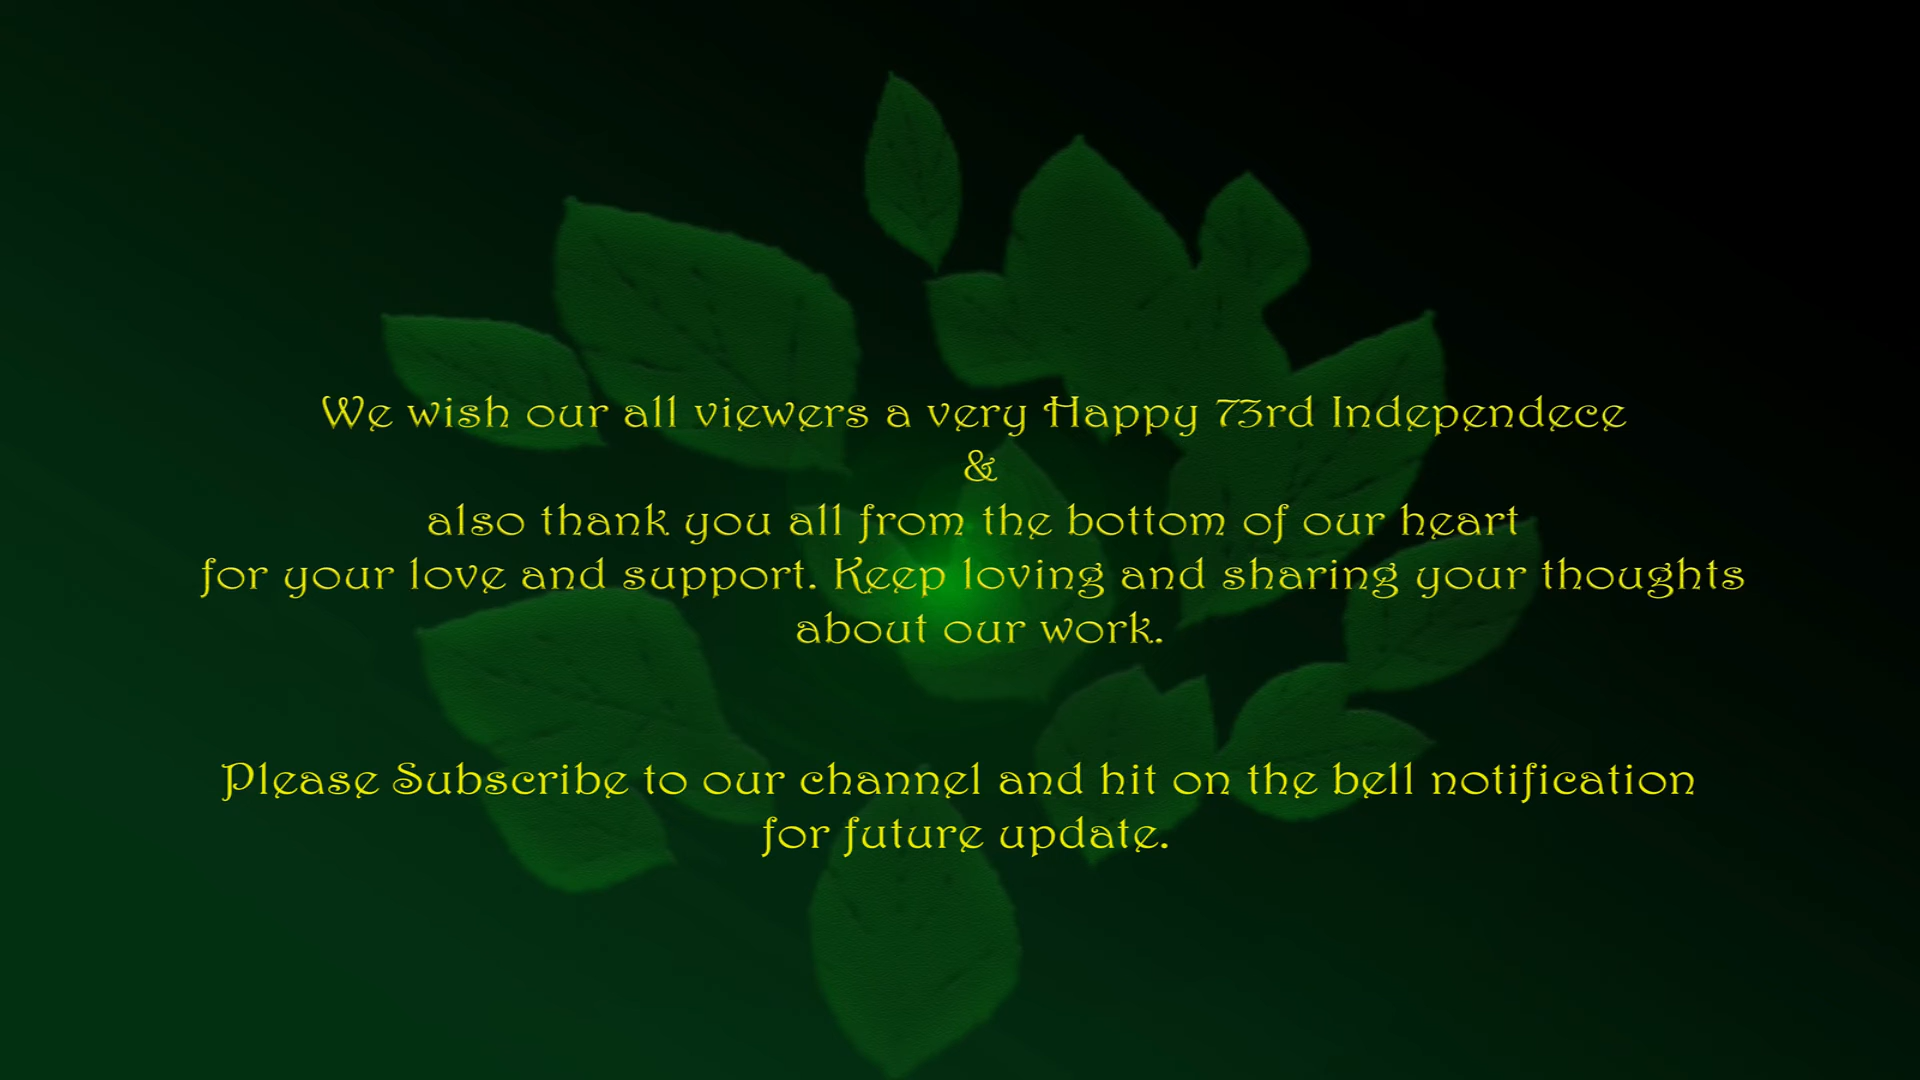 We wish our all viewers a very Happy 73rd Independece
&
also thank you all from the bottom of our heart
for your love and support. Keep loving and sharing your thoughts
about our work.
Please Subscribe to our channel and hit on the bell notification
for future update.